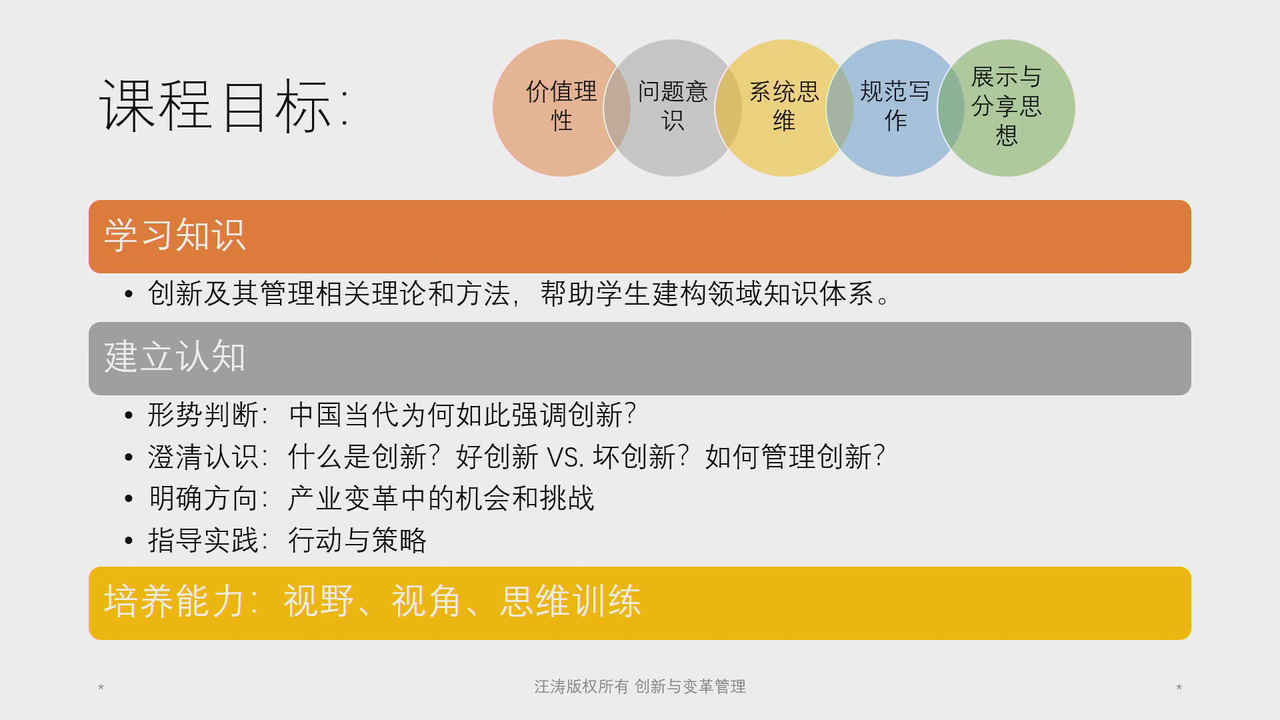 课程目标：
价值理
性
问题意
识
系统思
维
规范写
作
展示与
分享思
想
学习知识
• 创新及其管理相关理论和方法，帮助学生建构领域知识体系。
建立认知
• 形势判断：中国当代为何如此强调创新？
• 澄清认识：什么是创新？好创新 VS. 坏创新？如何管理创新？
• 明确方向：产业变革中的机会和挑战
• 指导实践：行动与策略
培养能力：视野、视角、思维训练
* 汪涛版权所有 创新与变革管理 *